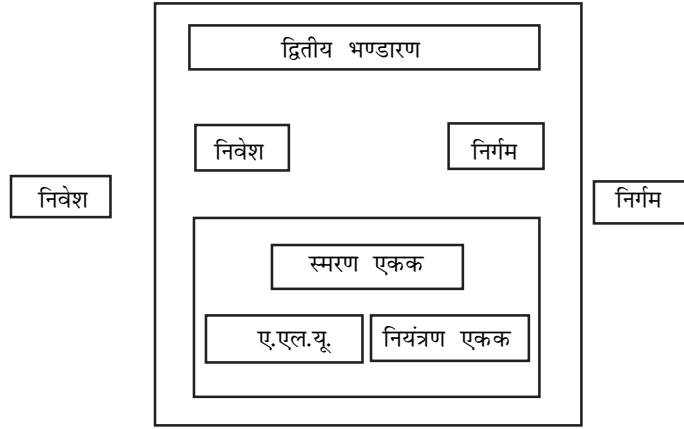 द्वितीय भण्डारण
निवेश
निर्गम
निवेश
निर्गम
स्मरण एकक
ए.एल.यू.
नियंत्रण एकक